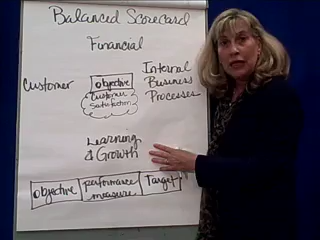 Balanced Scorecard
Financial
Customer
objective
Customer
Satisfaction
Internal
Business
Processes
Learning
& Growth
objective
performance
measure
Target